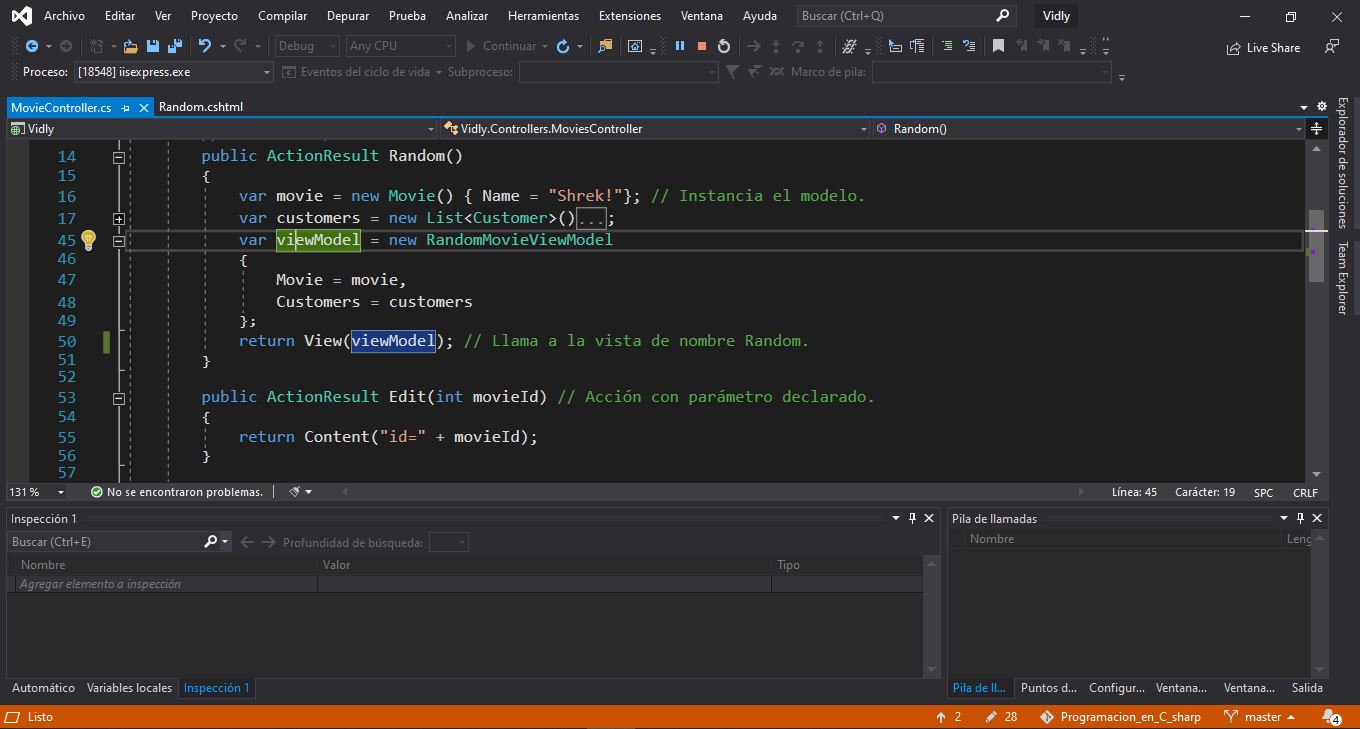 Archivo Editar Ver Proyecto Compilar Depurar Prueba Analizar Herramientas Extensiones Ventana Ayuda Buscar (Ctrl+Q) Vidly
Debug Any CPU Continuar Live Share
Proceso: [18548] iisexpress.exe Eventos del ciclo de vida Subproceso: Marco de pila:
MovieController.cs Random.cshtml
Vidly Vidly.Controllers.MoviesController Random()
14 public ActionResult Random()
15 {
16 var movie = new Movie() { Name = "Shrek!"}; // Instancia el modelo.
17 var customers = new List<Customer>()...;
45 var viewModel = new RandomMovieViewModel
46 {
47 Movie = movie,
48 Customers = customers
49 };
50 return View(viewModel); // Llama a la vista de nombre Random.
51 }
52
53 public ActionResult Edit(int movieId) // Acción con parámetro declarado.
54 {
55 return Content("id=" + movieId);
56 }
57
Explorador de soluciones
Team Explorer
131 % No se encontraron problemas. Línea: 45 Carácter: 19 SPC CRLF
Inspección 1
Buscar (Ctrl+E) Profundidad de búsqueda:
Nombre Valor Tipo
Agregar elemento a inspección
Automático Variables locales Inspección 1
Pila de llamadas
Nombre Leng
Pila de ll... Puntos d... Configur... Ventana... Ventana... Salida
Listo 2 28 Programacion_en_C_sharp master 4